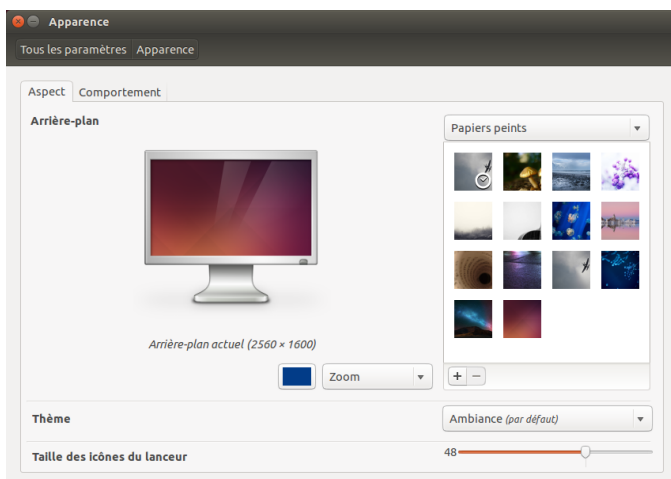 Apparence
Tous les paramètres Apparence
Aspect Comportement
Arrière-plan
Papiers peints
Arrière-plan actuel (2560 × 1600)
Zoom
Thème
Ambiance (par défaut)
Taille des icônes du lanceur
48